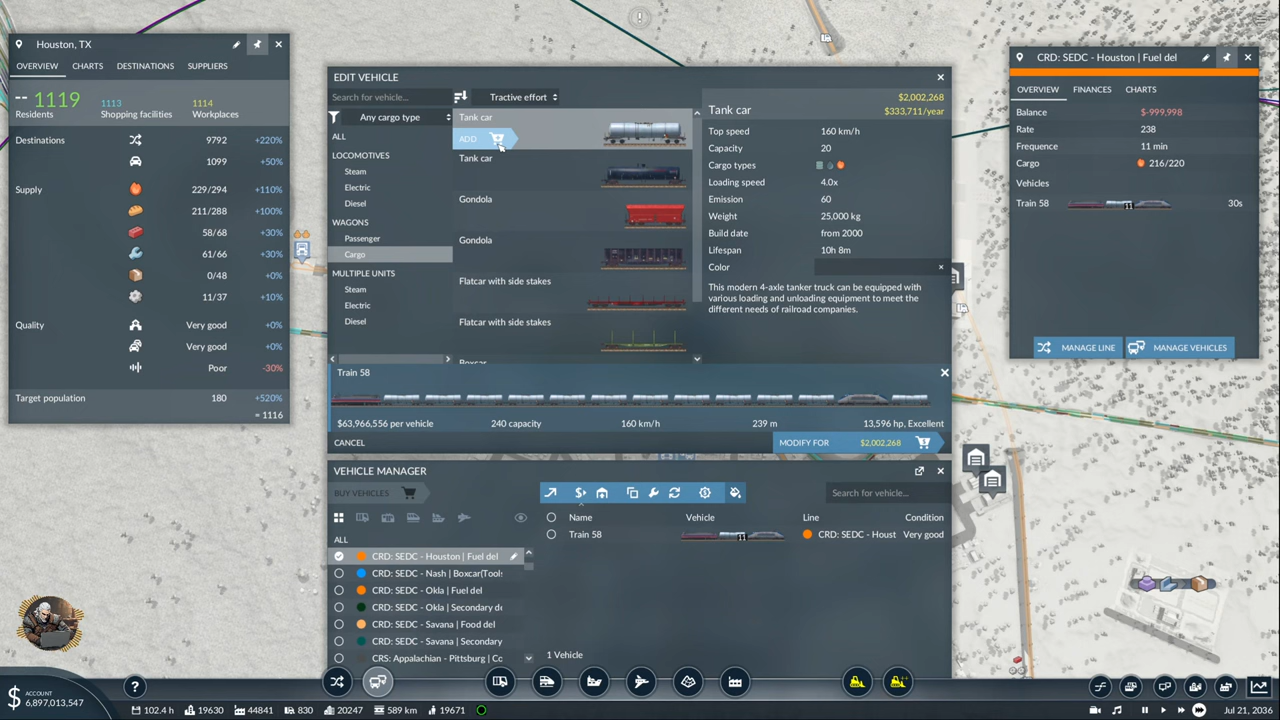 Houston, TX
OVERVIEW CHARTS DESTINATIONS SUPPLIERS
-- 1119 1113 1114
Residents Shopping facilities Workplac
Destinations 9792 +220%
1099 +50%
Supply 229/294 +110%
211/288 +100%
58/68 +30%
61/66 +30%
0/48 +0%
11/37 +10%
Quality Very good +0%
Very good +0%
Poor -30%
Target population 180 +520%
= 1116
EDIT VEHICLE
Search for vehicle... Tractive effort
Any cargo type
ALL
LOCOMOTIVES
Steam
Electric
Diesel
WAGONS
Passenger
Cargo
MULTIPLE UNITS
Steam
Electric
Diesel
Tank car
ADD
Tank car
Gondola
Gondola
Flatcar with side stakes
Flatcar with side stakes
Boxcar
Tank car $2,002,268
$333,711/year
Top speed 160 km/h
Capacity 20
Cargo types
Loading speed 4.0x
Emission 60
Weight 25,000 kg
Build date from 2000
Lifespan 10h 8m
Color
This modern 4-axle tanker truck can be equipped with
various loading and unloading equipment to meet the
different needs of railroad companies.
Train 58
$63,966,556 per vehicle 240 capacity 160 km/h 239 m 13,596 hp, Excellent
CANCEL MODIFY FOR $2,002,268
VEHICLE MANAGER
BUY VEHICLES Search for vehicle...
Name Vehicle Line Condition
Train 58 11 CRD: SEDC - Houst Very good
ALL
CRD: SEDC - Houston | Fuel del
CRD: SEDC - Nash | Boxcar(Tools
CRD: SEDC - Okla | Fuel del
CRD: SEDC - Okla | Secondary de
CRD: SEDC - Savana | Food del
CRD: SEDC - Savana | Secondary
CRS: Appalachian - Pittsburg | Co
1 Vehicle
CRD: SEDC - Houston | Fuel del
OVERVIEW FINANCES CHARTS
Balance $-999,998
Rate 238
Frequence 11 min
Cargo 216/220
Vehicles
Train 58 11 30s
MANAGE LINE MANAGE VEHICLES
$ ACCOUNT
6,897,013,547
?
102.4 h 19630 44841 830 20247 589 km 19671 Jul 21, 2036